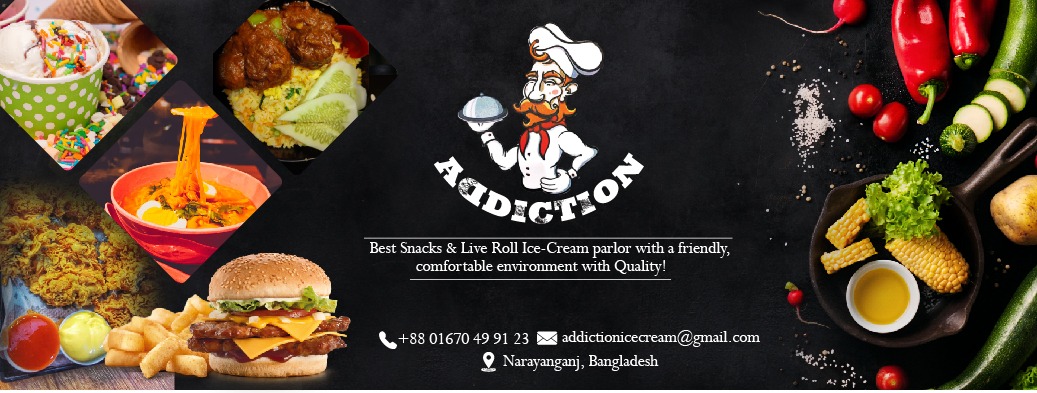 ADDICTION
Best Snacks & Live Roll Ice-Cream parlor with a friendly,
comfortable environment with Quality!
+88 01670 49 91 23 addictionicecream@gmail.com
Narayanganj, Bangladesh